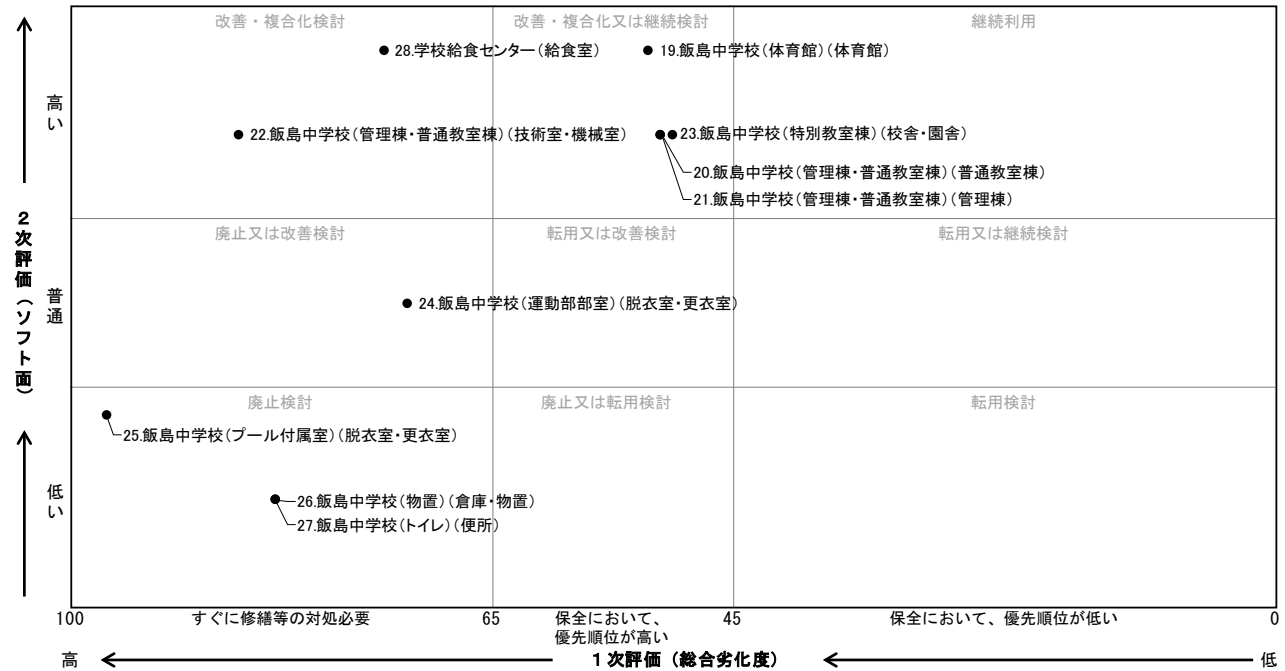 改善・複合化検討
改善・複合化又は継続検討
継続利用
28.学校給食センター(給食室)
19.飯島中学校(体育館)(体育館)
高い
22.飯島中学校(管理棟・普通教室棟)(技術室・機械室)
23.飯島中学校(特別教室棟)(校舎・園舎)
20.飯島中学校(管理棟・普通教室棟)(普通教室棟)
21.飯島中学校(管理棟・普通教室棟)(管理棟)
2次評価(ソフト面)
廃止又は改善検討
転用又は改善検討
転用又は継続検討
普通
24.飯島中学校(運動部部室)(脱衣室・更衣室)
廃止検討
廃止又は転用検討
転用検討
25.飯島中学校(プール付属室)(脱衣室・更衣室)
低い
26.飯島中学校(物置)(倉庫・物置)
27.飯島中学校(トイレ)(便所)
100
すぐに修繕等の対処必要
65
保全において、
優先順位が高い
45
保全において、優先順位が低い
0
高
1次評価(総合劣化度)
低